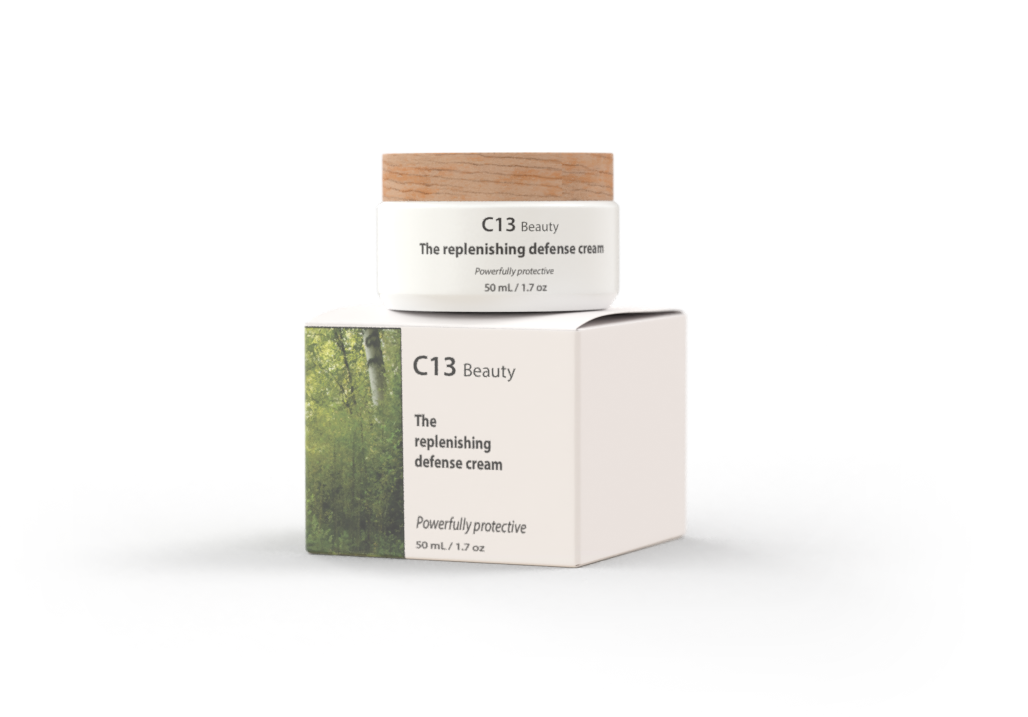 C13 Beauty
The replenishing defense cream
Powerfully protective
50 mL / 1.7 oz
C13 Beauty
The
replenishing
defense cream
Powerfully protective
50 mL / 1.7 oz